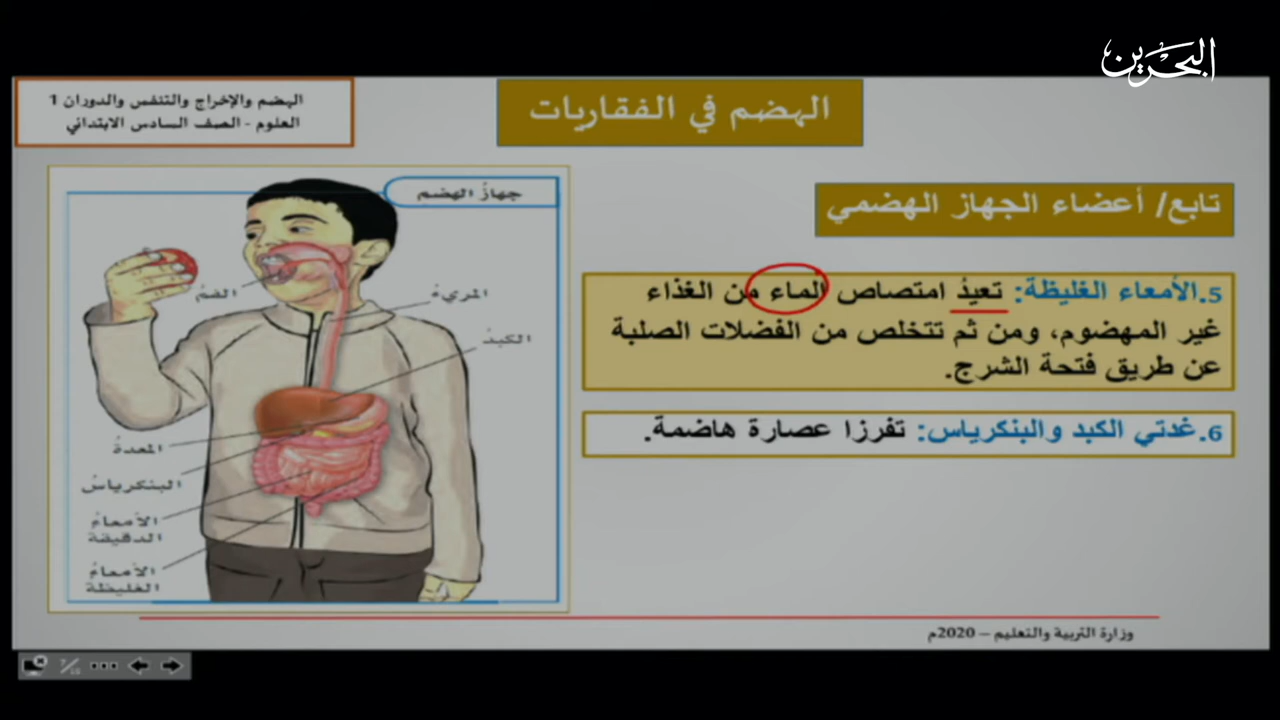 البحرين
الهضم في الفقاريات
الهضم والإخراج والتنفس والدوران 1
العلوم - الصف السادس الابتدائي
تابع/ أعضاء الجهاز الهضمي
5.الأمعاء الغليظة: تعيدُ امتصاص الماء من الغذاء
غير المهضوم، ومن ثم تتخلص من الفضلات الصلبة
عن طريق فتحة الشرج.
6.غدتي الكبد والبنكرياس: تفرزا عصارة هاضمة.
جهازُ الهضم
الفمُ
المريءُ
الكبدُ
المعدةُ
البنكرياسُ
الأمعاءُ
الدقيقة
الأمعاءُ
الغليظة
وزارة التربية والتعليم – 2020م